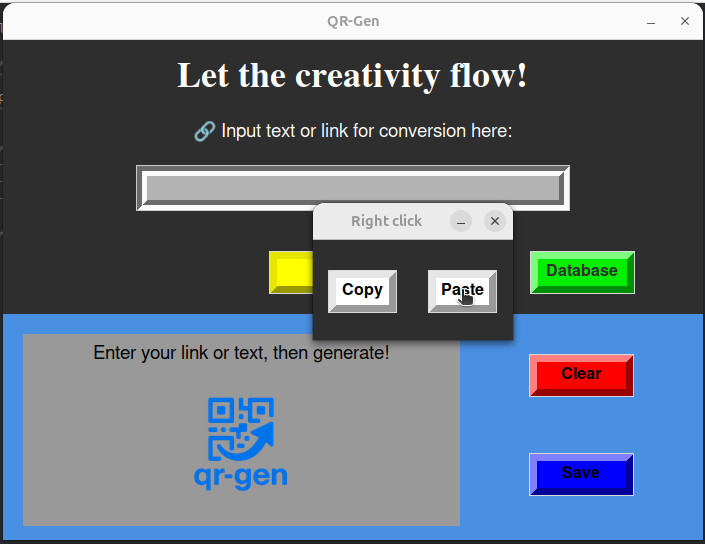 QR-Gen
Let the creativity flow!
🔗 Input text or link for conversion here:
Right click
Database
Copy
Paste
Enter your link or text, then generate!
Clear
qr-gen
Save